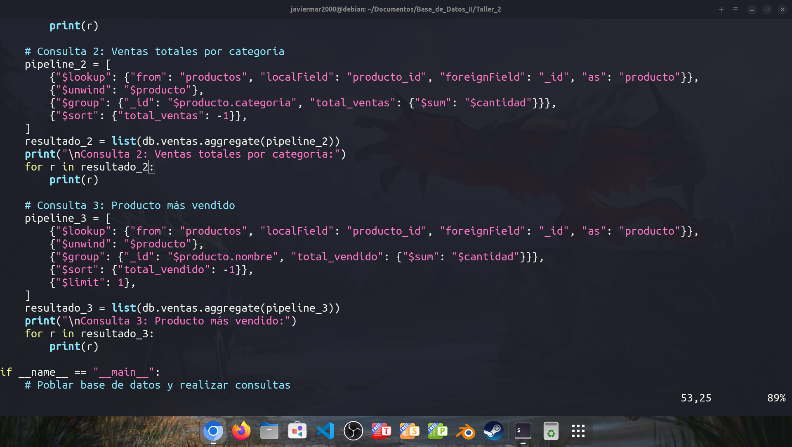 javiermar2000@debian: ~/Documentos/Base_de_Datos_II/Taller_2
        print(r)

    # Consulta 2: Ventas totales por categoría
    pipeline_2 = [
        {"$lookup": {"from": "productos", "localField": "producto_id", "foreignField": "_id", "as": "producto"}},
        {"$unwind": "$producto"},
        {"$group": {"_id": "$producto.categoria", "total_ventas": {"$sum": "$cantidad"}}},
        {"$sort": {"total_ventas": -1}},
    ]
    resultado_2 = list(db.ventas.aggregate(pipeline_2))
    print("\nConsulta 2: Ventas totales por categoría:")
    for r in resultado_2:
        print(r)

    # Consulta 3: Producto más vendido
    pipeline_3 = [
        {"$lookup": {"from": "productos", "localField": "producto_id", "foreignField": "_id", "as": "producto"}},
        {"$unwind": "$producto"},
        {"$group": {"_id": "$producto.nombre", "total_vendido": {"$sum": "$cantidad"}}},
        {"$sort": {"total_vendido": -1}},
        {"$limit": 1},
    ]
    resultado_3 = list(db.ventas.aggregate(pipeline_3))
    print("\nConsulta 3: Producto más vendido:")
    for r in resultado_3:
        print(r)

if __name__ == "__main__":
    # Poblar base de datos y realizar consultas
53,25 89%
T S P